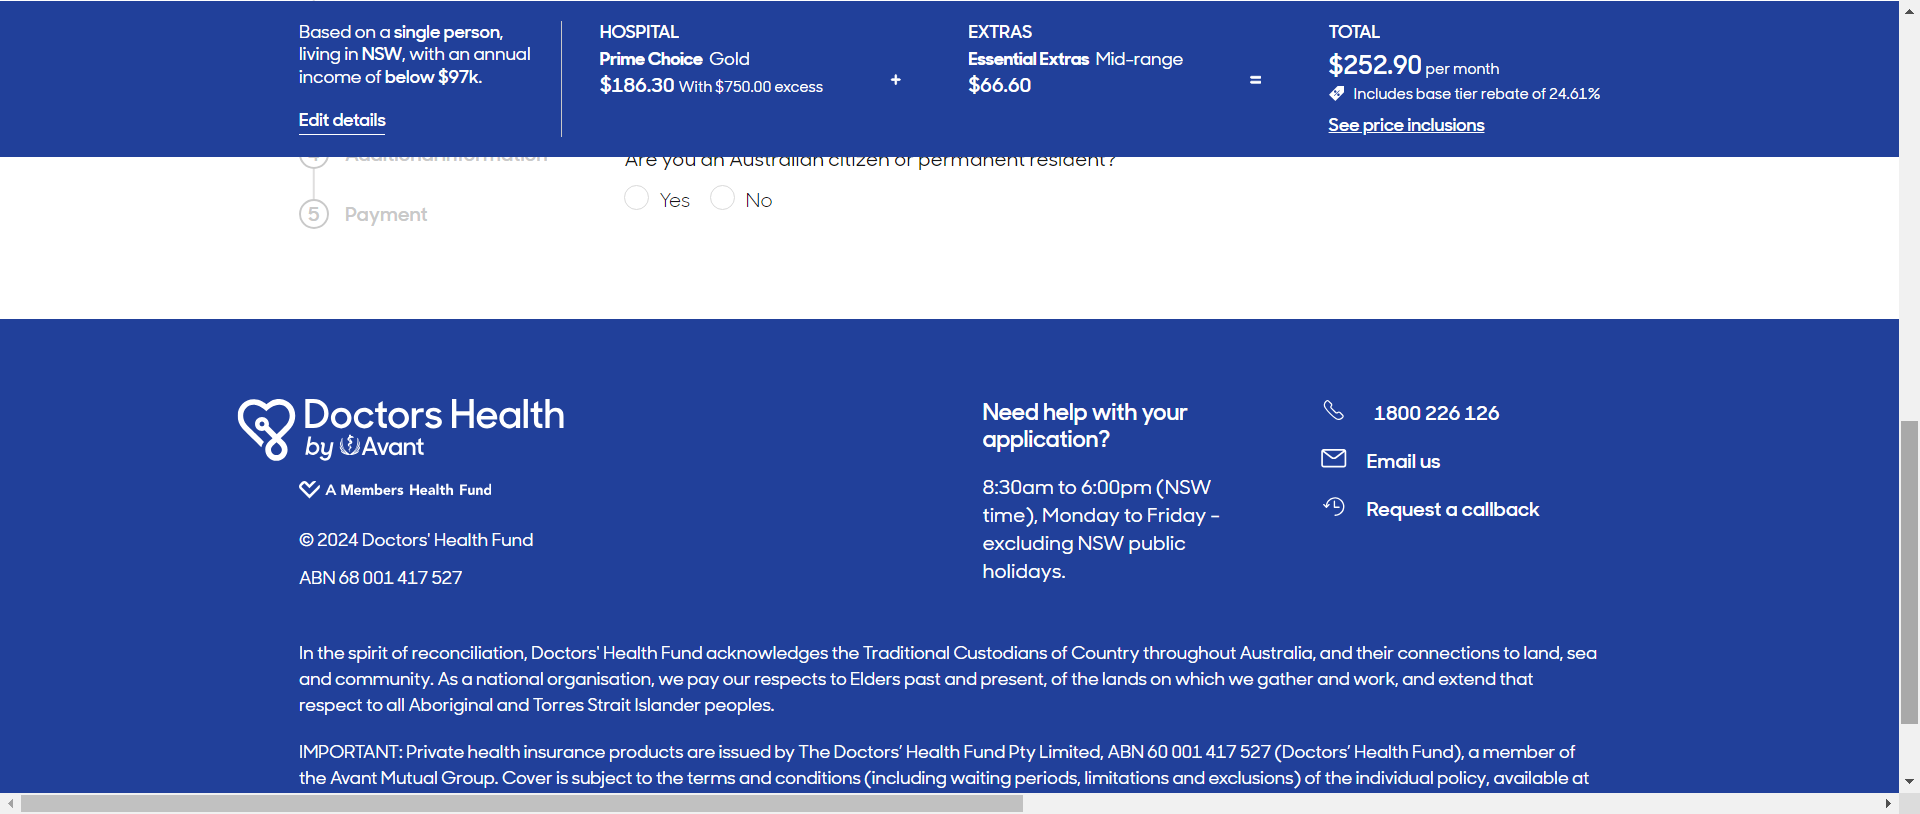 Based on a single person,
living in NSW, with an annual
income of below $97k.
Edit details
HOSPITAL
Prime Choice Gold
$186.30 With $750.00 excess
+
EXTRAS
Essential Extras Mid-range
$66.60
=
TOTAL
$252.90 per month
Includes base tier rebate of 24.61%
See price inclusions
4 Additional information
5 Payment
Are you an Australian citizen or permanent resident?
Yes No
Doctors Health
by Avant
A Members Health Fund
© 2024 Doctors' Health Fund
ABN 68 001 417 527
Need help with your
application?
8:30am to 6:00pm (NSW
time), Monday to Friday –
excluding NSW public
holidays.
1800 226 126
Email us
Request a callback
In the spirit of reconciliation, Doctors' Health Fund acknowledges the Traditional Custodians of Country throughout Australia, and their connections to land, sea
and community. As a national organisation, we pay our respects to Elders past and present, of the lands on which we gather and work, and extend that
respect to all Aboriginal and Torres Strait Islander peoples.
IMPORTANT: Private health insurance products are issued by The Doctors’ Health Fund Pty Limited, ABN 60 001 417 527 (Doctors’ Health Fund), a member of
the Avant Mutual Group. Cover is subject to the terms and conditions (including waiting periods, limitations and exclusions) of the individual policy, available at